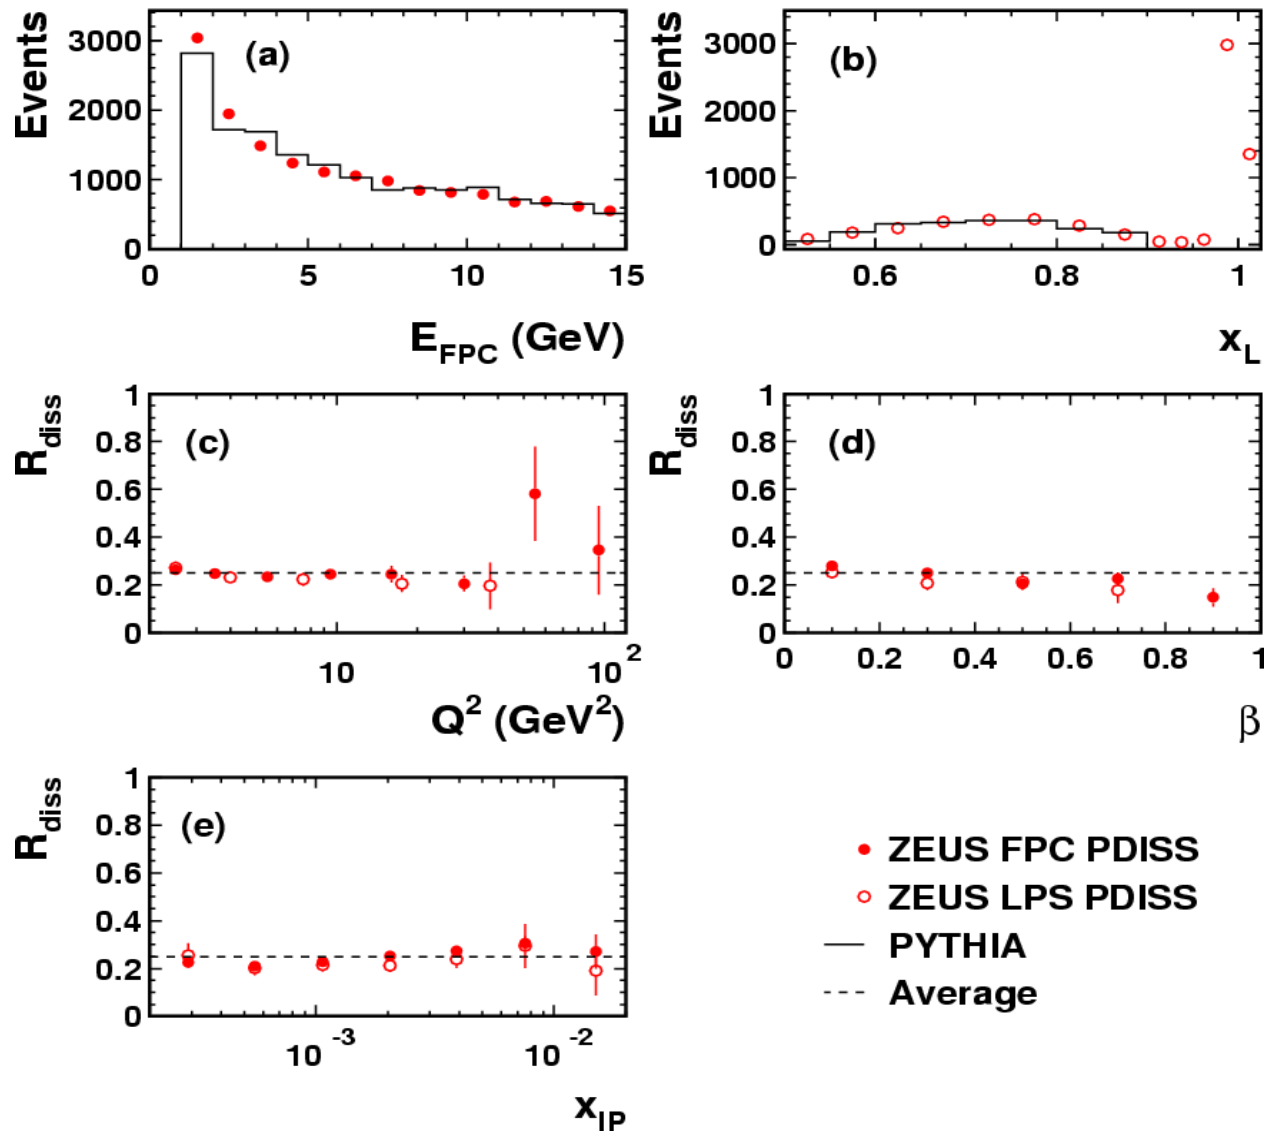 Events
3000
2000
1000
0
(a)
0 5 10 15
E_FPC (GeV)
Events
3000
2000
1000
0
(b)
0.6 0.8 1
x_L
R_diss
1
0.8
0.6
0.4
0.2
0
(c)
10 10^2
Q^2 (GeV^2)
R_diss
1
0.8
0.6
0.4
0.2
0
(d)
0 0.2 0.4 0.6 0.8 1
β
R_diss
1
0.8
0.6
0.4
0.2
0
(e)
10^-3 10^-2
x_IP
ZEUS FPC PDISS
ZEUS LPS PDISS
PYTHIA
Average